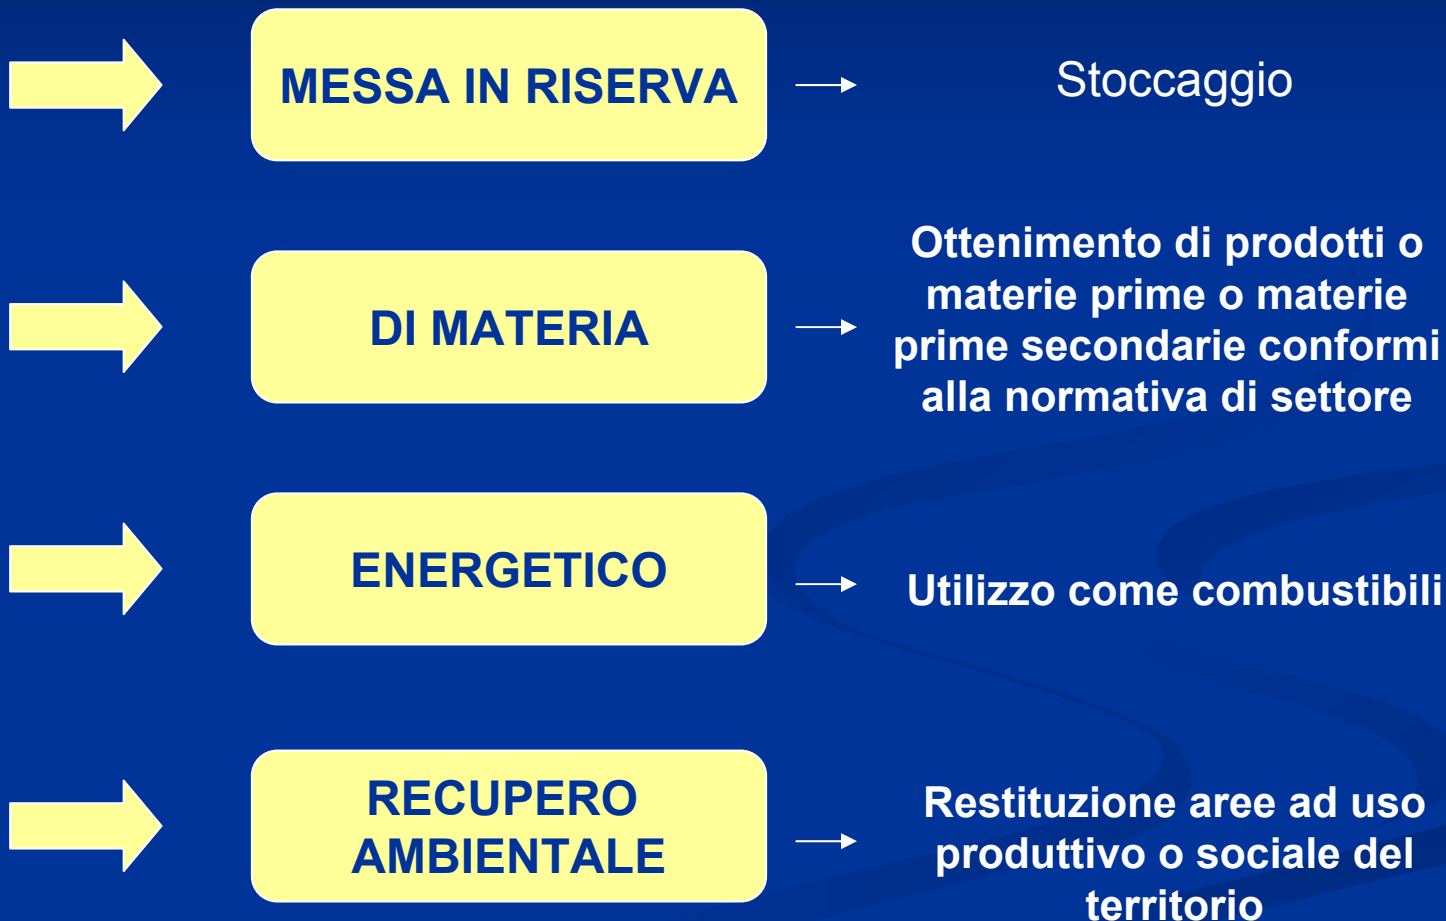 MESSA IN RISERVA
Stoccaggio
DI MATERIA
Ottenimento di prodotti o
materie prime o materie
prime secondarie conformi
alla normativa di settore
ENERGETICO
Utilizzo come combustibili
RECUPERO
AMBIENTALE
Restituzione aree ad uso
produttivo o sociale del
territorio